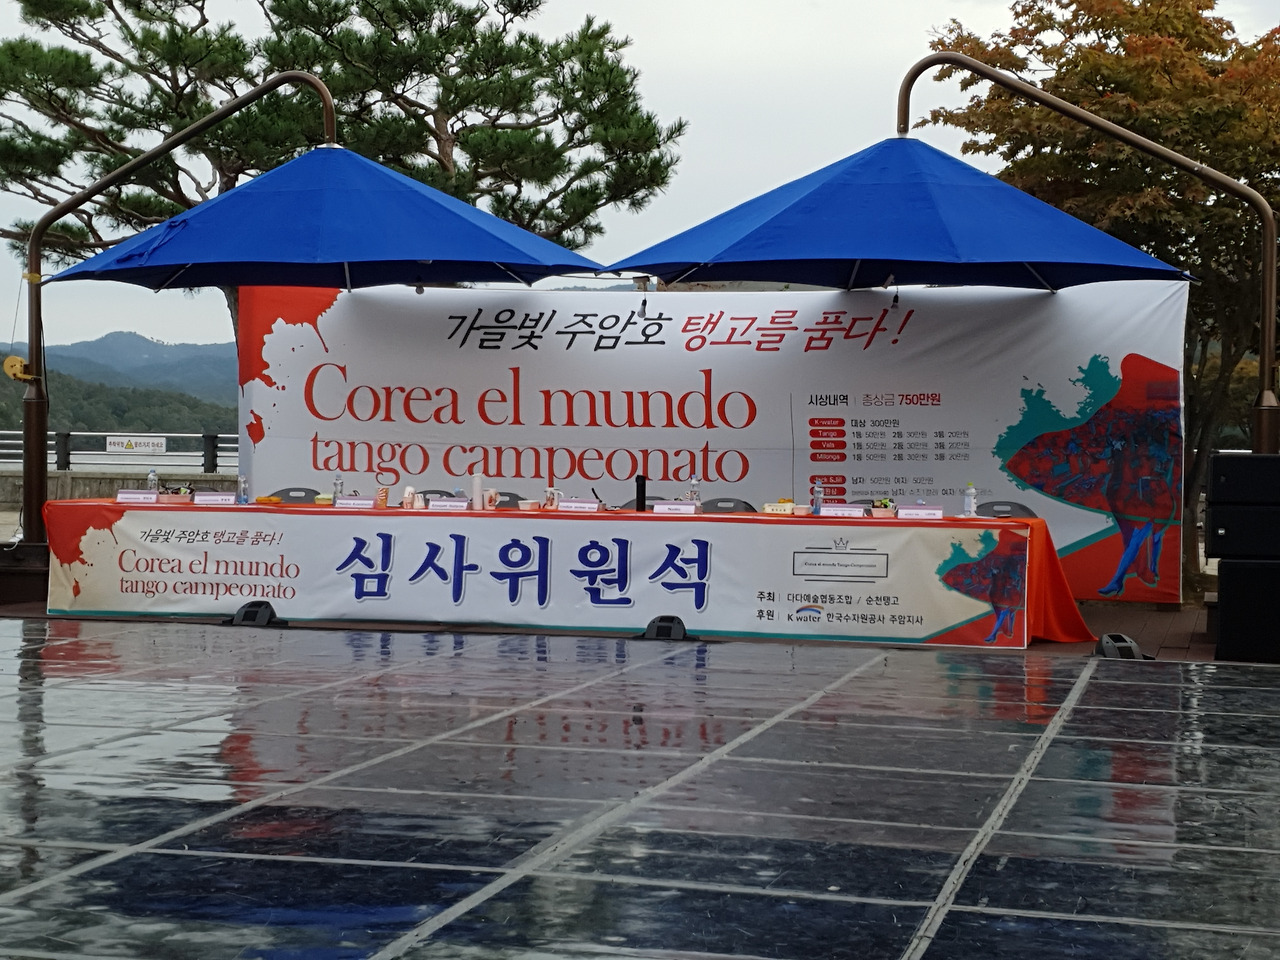 가을빛 주암호 탱고를 품다!
Corea el mundo
tango campeonato
시상내역 | 총상금 750만원
K-water 대상 300만원
Tango 1등 50만원 2등 30만원 3등 20만원
Vals 1등 50만원 2등 30만원 3등 20만원
Milonga 1등 50만원 2등 30만원 3등 20만원
Jack & Jill 남자 50만원 여자 50만원
가을빛 주암호 탱고를 품다!
Corea el mundo
tango campeonato
심사위원석
Corea el mundo Tango Campeonato
주최 | 다다예술협동조합 / 순천탱고
후원 | K water 한국수자원공사 주암지사